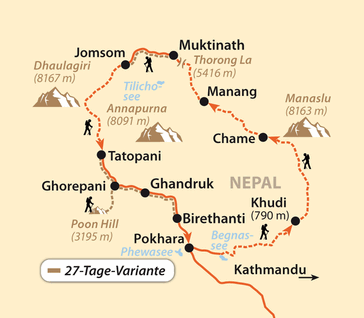 Dhaulagiri
(8167 m)
Jomsom
Muktinath
Thorong La
(5416 m)
Tilicho-
see
Manang
Manaslu
(8163 m)
Annapurna
(8091 m)
Chame
Tatopani
Ghorepani
Ghandruk
NEPAL
Khudi
(790 m)
Poon Hill
(3195 m)
Birethanti
Begnas-
see
Pokhara
Phewasee
Kathmandu
27-Tage-Variante